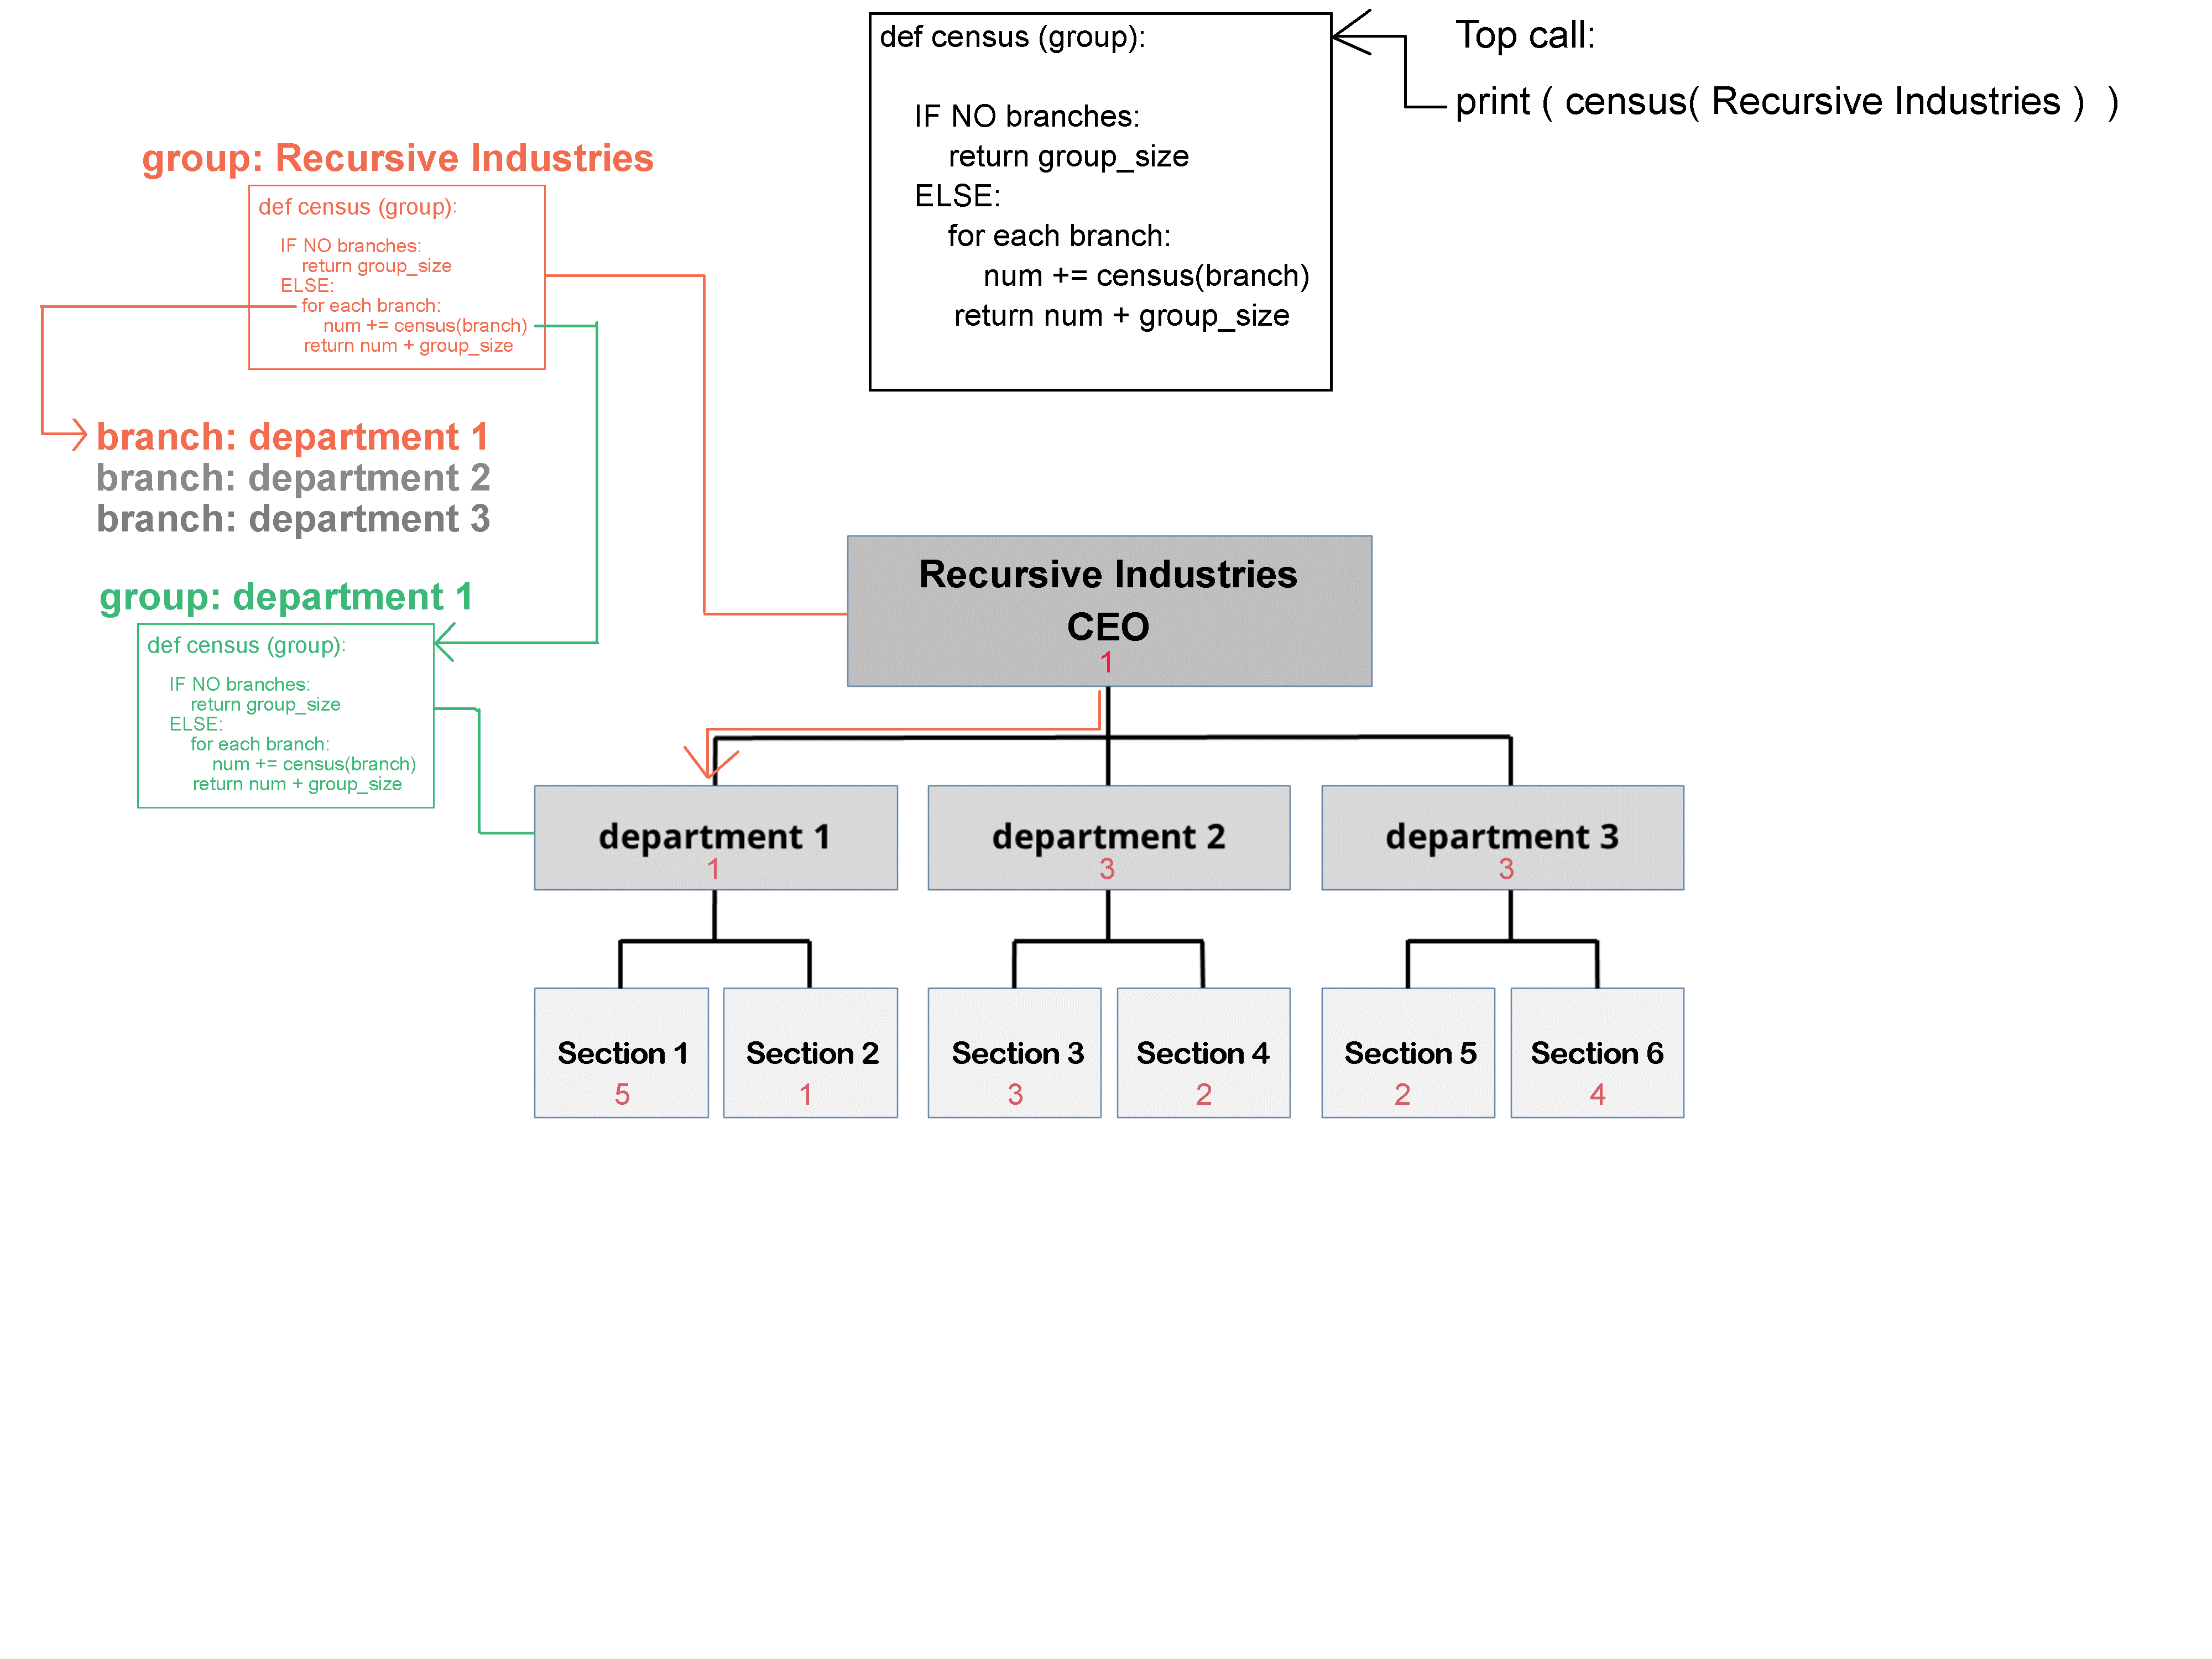 def census (group):
IF NO branches:
return group_size
ELSE:
for each branch:
num += census(branch)
return num + group_size
Top call:
print ( census( Recursive Industries ) )
group: Recursive Industries
def census (group):
IF NO branches:
return group_size
ELSE:
for each branch:
num += census(branch)
return num + group_size
branch: department 1
branch: department 2
branch: department 3
group: department 1
def census (group):
IF NO branches:
return group_size
ELSE:
for each branch:
num += census(branch)
return num + group_size
Recursive Industries
CEO
1
department 1
1
department 2
3
department 3
3
Section 1
5
Section 2
1
Section 3
3
Section 4
2
Section 5
2
Section 6
4